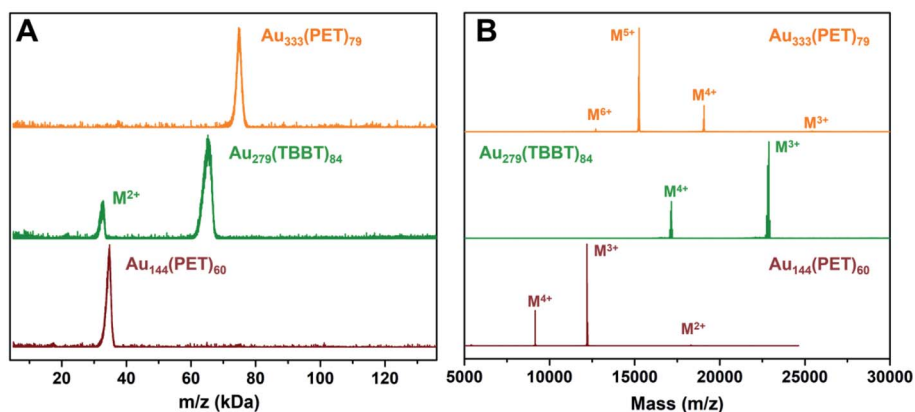 A
Au333(PET)79
Au279(TBBT)84
M2+
Au144(PET)60
20 40 60 80 100 120
m/z (kDa)
B
M5+ Au333(PET)79
M6+ M4+ M3+
Au279(TBBT)84 M3+
M4+
M3+ Au144(PET)60
M4+ M2+
5000 10000 15000 20000 25000 30000
Mass (m/z)